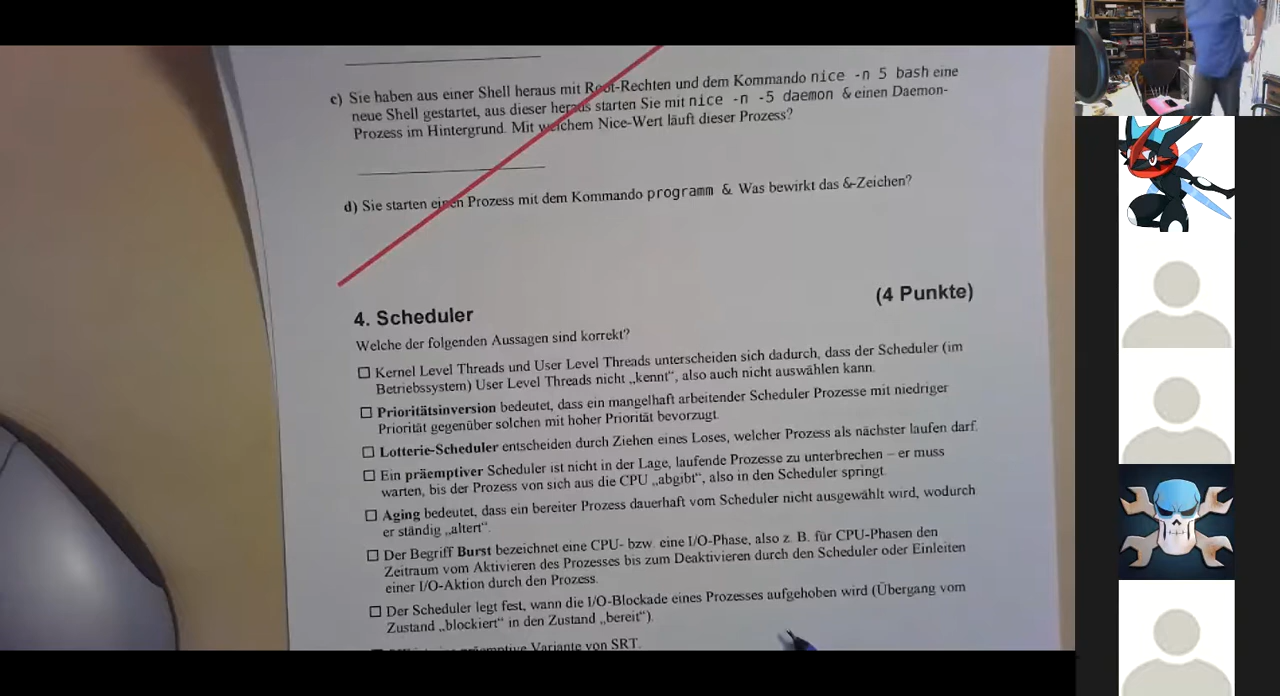 c) Sie haben aus einer Shell heraus mit Root-Rechten und dem Kommando nice -n 5 bash eine
neue Shell gestartet, aus dieser heraus starten Sie mit nice -n -5 daemon & einen Daemon-
Prozess im Hintergrund. Mit welchem Nice-Wert läuft dieser Prozess?
d) Sie starten einen Prozess mit dem Kommando programm & Was bewirkt das &-Zeichen?
4. Scheduler (4 Punkte)
Welche der folgenden Aussagen sind korrekt?
☐ Kernel Level Threads und User Level Threads unterscheiden sich dadurch, dass der Scheduler (im
Betriebssystem) User Level Threads nicht „kennt“, also auch nicht auswählen kann.
☐ Prioritätsinversion bedeutet, dass ein mangelhaft arbeitender Scheduler Prozesse mit niedriger
Priorität gegenüber solchen mit hoher Priorität bevorzugt.
☐ Lotterie-Scheduler entscheiden durch Ziehen eines Loses, welcher Prozess als nächster laufen darf.
☐ Ein präemptiver Scheduler ist nicht in der Lage, laufende Prozesse zu unterbrechen – er muss
warten, bis der Prozess von sich aus die CPU „abgibt“, also in den Scheduler springt.
☐ Aging bedeutet, dass ein bereiter Prozess dauerhaft vom Scheduler nicht ausgewählt wird, wodurch
er ständig „altert“.
☐ Der Begriff Burst bezeichnet eine CPU- bzw. eine I/O-Phase, also z. B. für CPU-Phasen den
Zeitraum vom Aktivieren des Prozesses bis zum Deaktivieren durch den Scheduler oder Einleiten
einer I/O-Aktion durch den Prozess.
☐ Der Scheduler legt fest, wann die I/O-Blockade eines Prozesses aufgehoben wird (Übergang vom
Zustand „blockiert“ in den Zustand „bereit“).
präemptive Variante von SRT.